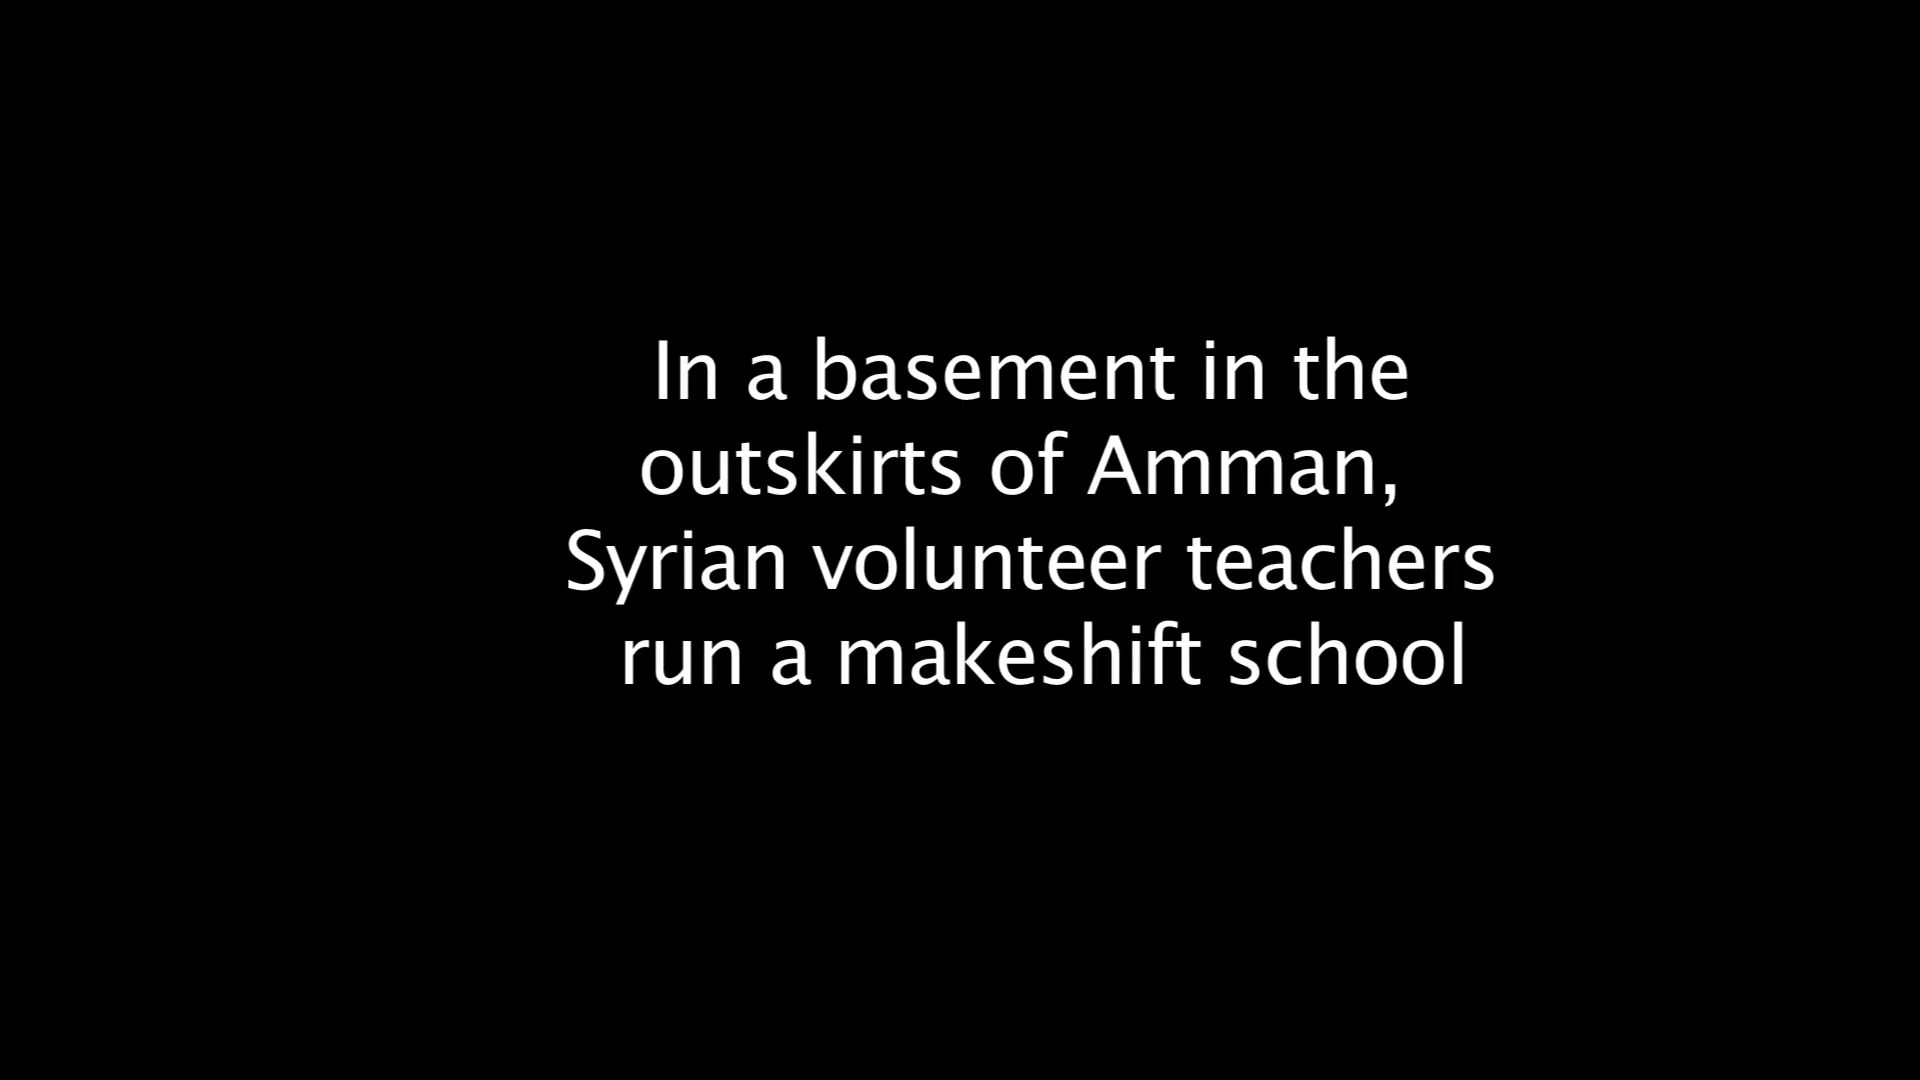 In a basement in the
outskirts of Amman,
Syrian volunteer teachers
run a makeshift school